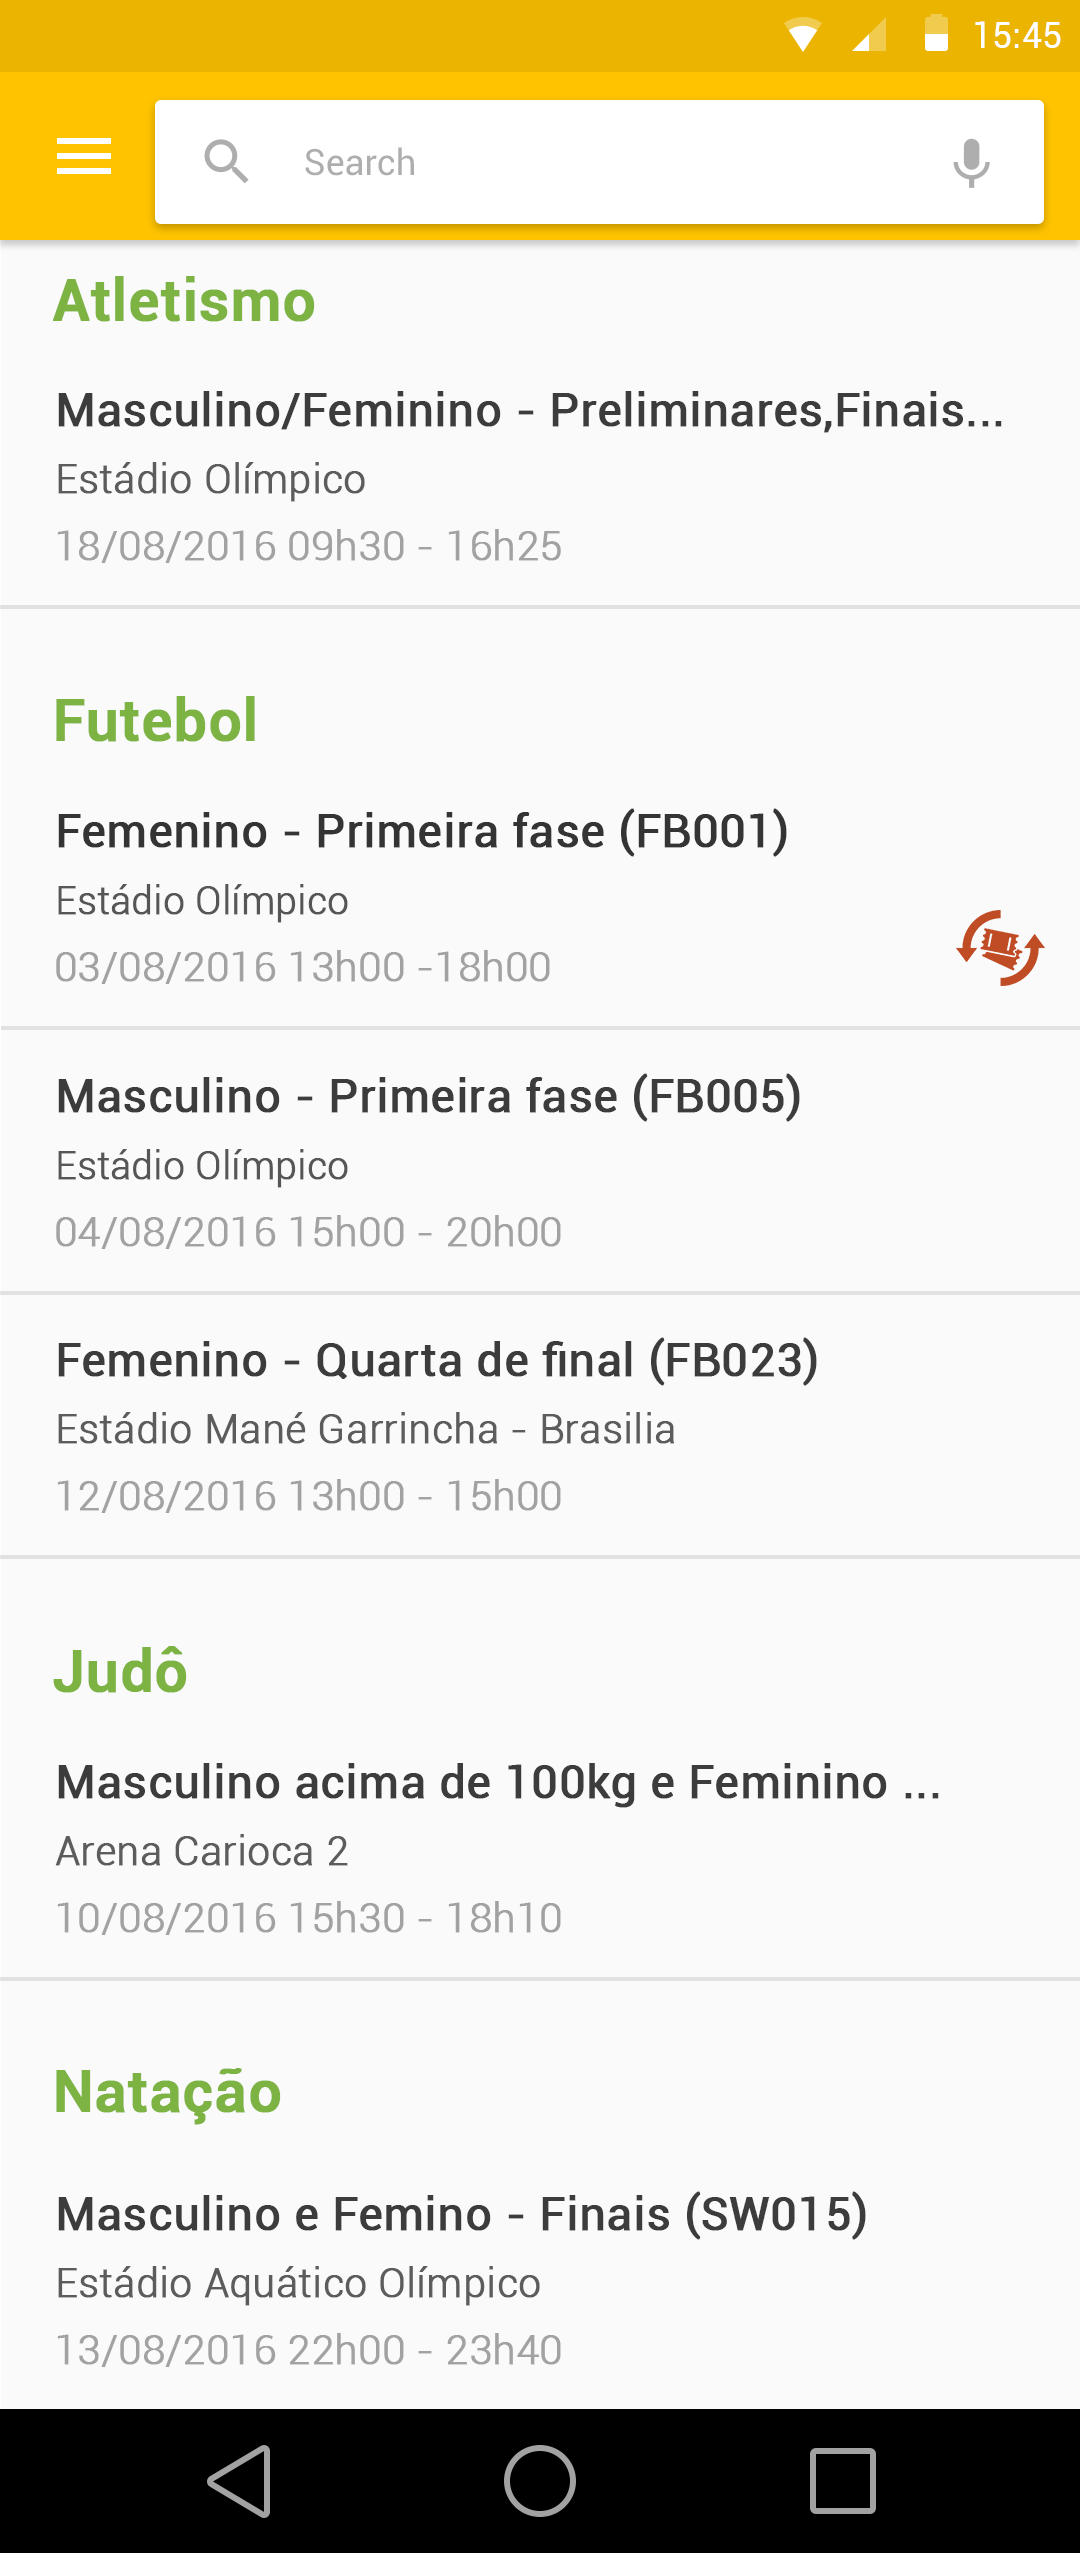 15:45
Search
Atletismo
Masculino/Feminino - Preliminares,Finais...
Estádio Olímpico
18/08/2016 09h30 - 16h25
Futebol
Femenino - Primeira fase (FB001)
Estádio Olímpico
03/08/2016 13h00 -18h00
Masculino - Primeira fase (FB005)
Estádio Olímpico
04/08/2016 15h00 - 20h00
Femenino - Quarta de final (FB023)
Estádio Mané Garrincha - Brasilia
12/08/2016 13h00 - 15h00
Judô
Masculino acima de 100kg e Feminino ...
Arena Carioca 2
10/08/2016 15h30 - 18h10
Natação
Masculino e Femino - Finais (SW015)
Estádio Aquático Olímpico
13/08/2016 22h00 - 23h40